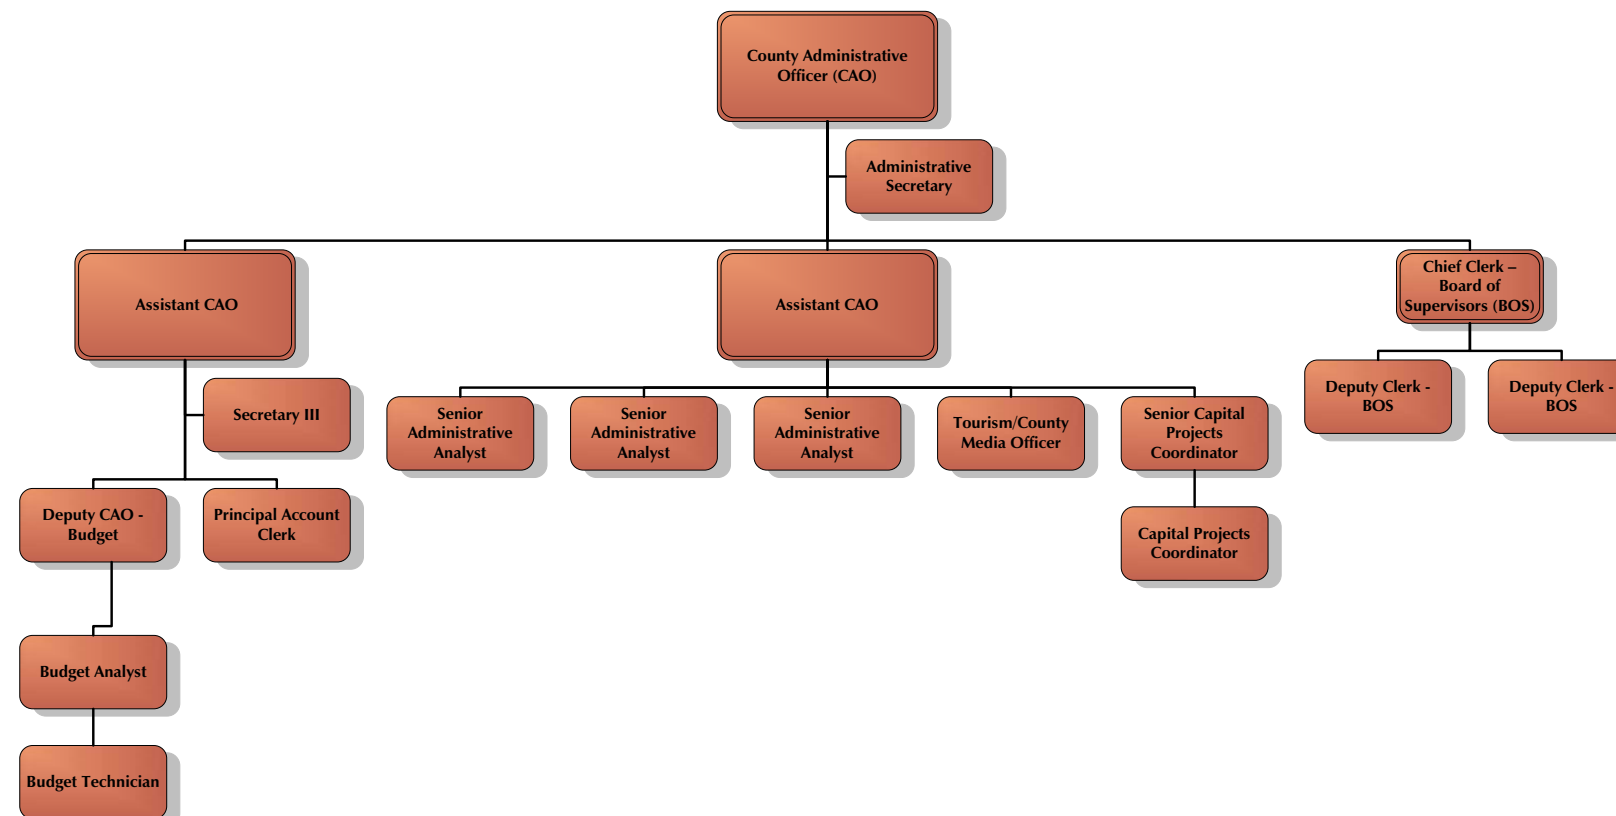 County Administrative
Officer (CAO)
Administrative
Secretary
Assistant CAO
Assistant CAO
Chief Clerk –
Board of
Supervisors (BOS)
Secretary III
Senior
Administrative
Analyst
Senior
Administrative
Analyst
Senior
Administrative
Analyst
Tourism/County
Media Officer
Senior Capital
Projects
Coordinator
Deputy Clerk -
BOS
Deputy Clerk -
BOS
Deputy CAO -
Budget
Principal Account
Clerk
Capital Projects
Coordinator
Budget Analyst
Budget Technician